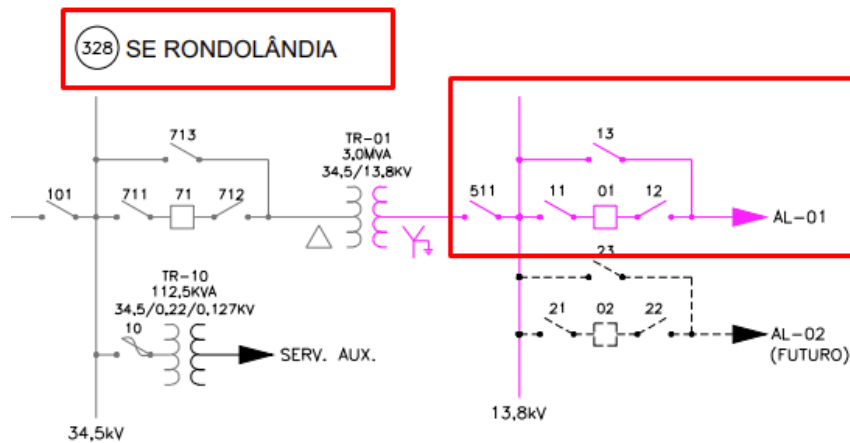 328 SE RONDOLÂNDIA
713
TR-01
3,0MVA
34,5/13,8KV
13
101
711
71
712
511
11
01
12
AL-01
23
TR-10
112,5KVA
34,5/0,22/0,127KV
10
SERV. AUX.
21
02
22
AL-02
(FUTURO)
34,5kV
13,8kV